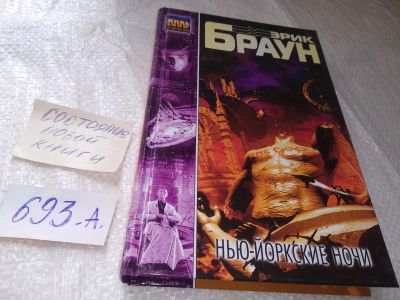 ЭРИК
БРАУН
НЬЮ-ЙОРКСКИЕ НОЧИ
СОСТОЯНИЕ
НОВОЙ
КНИГИ
693-А.